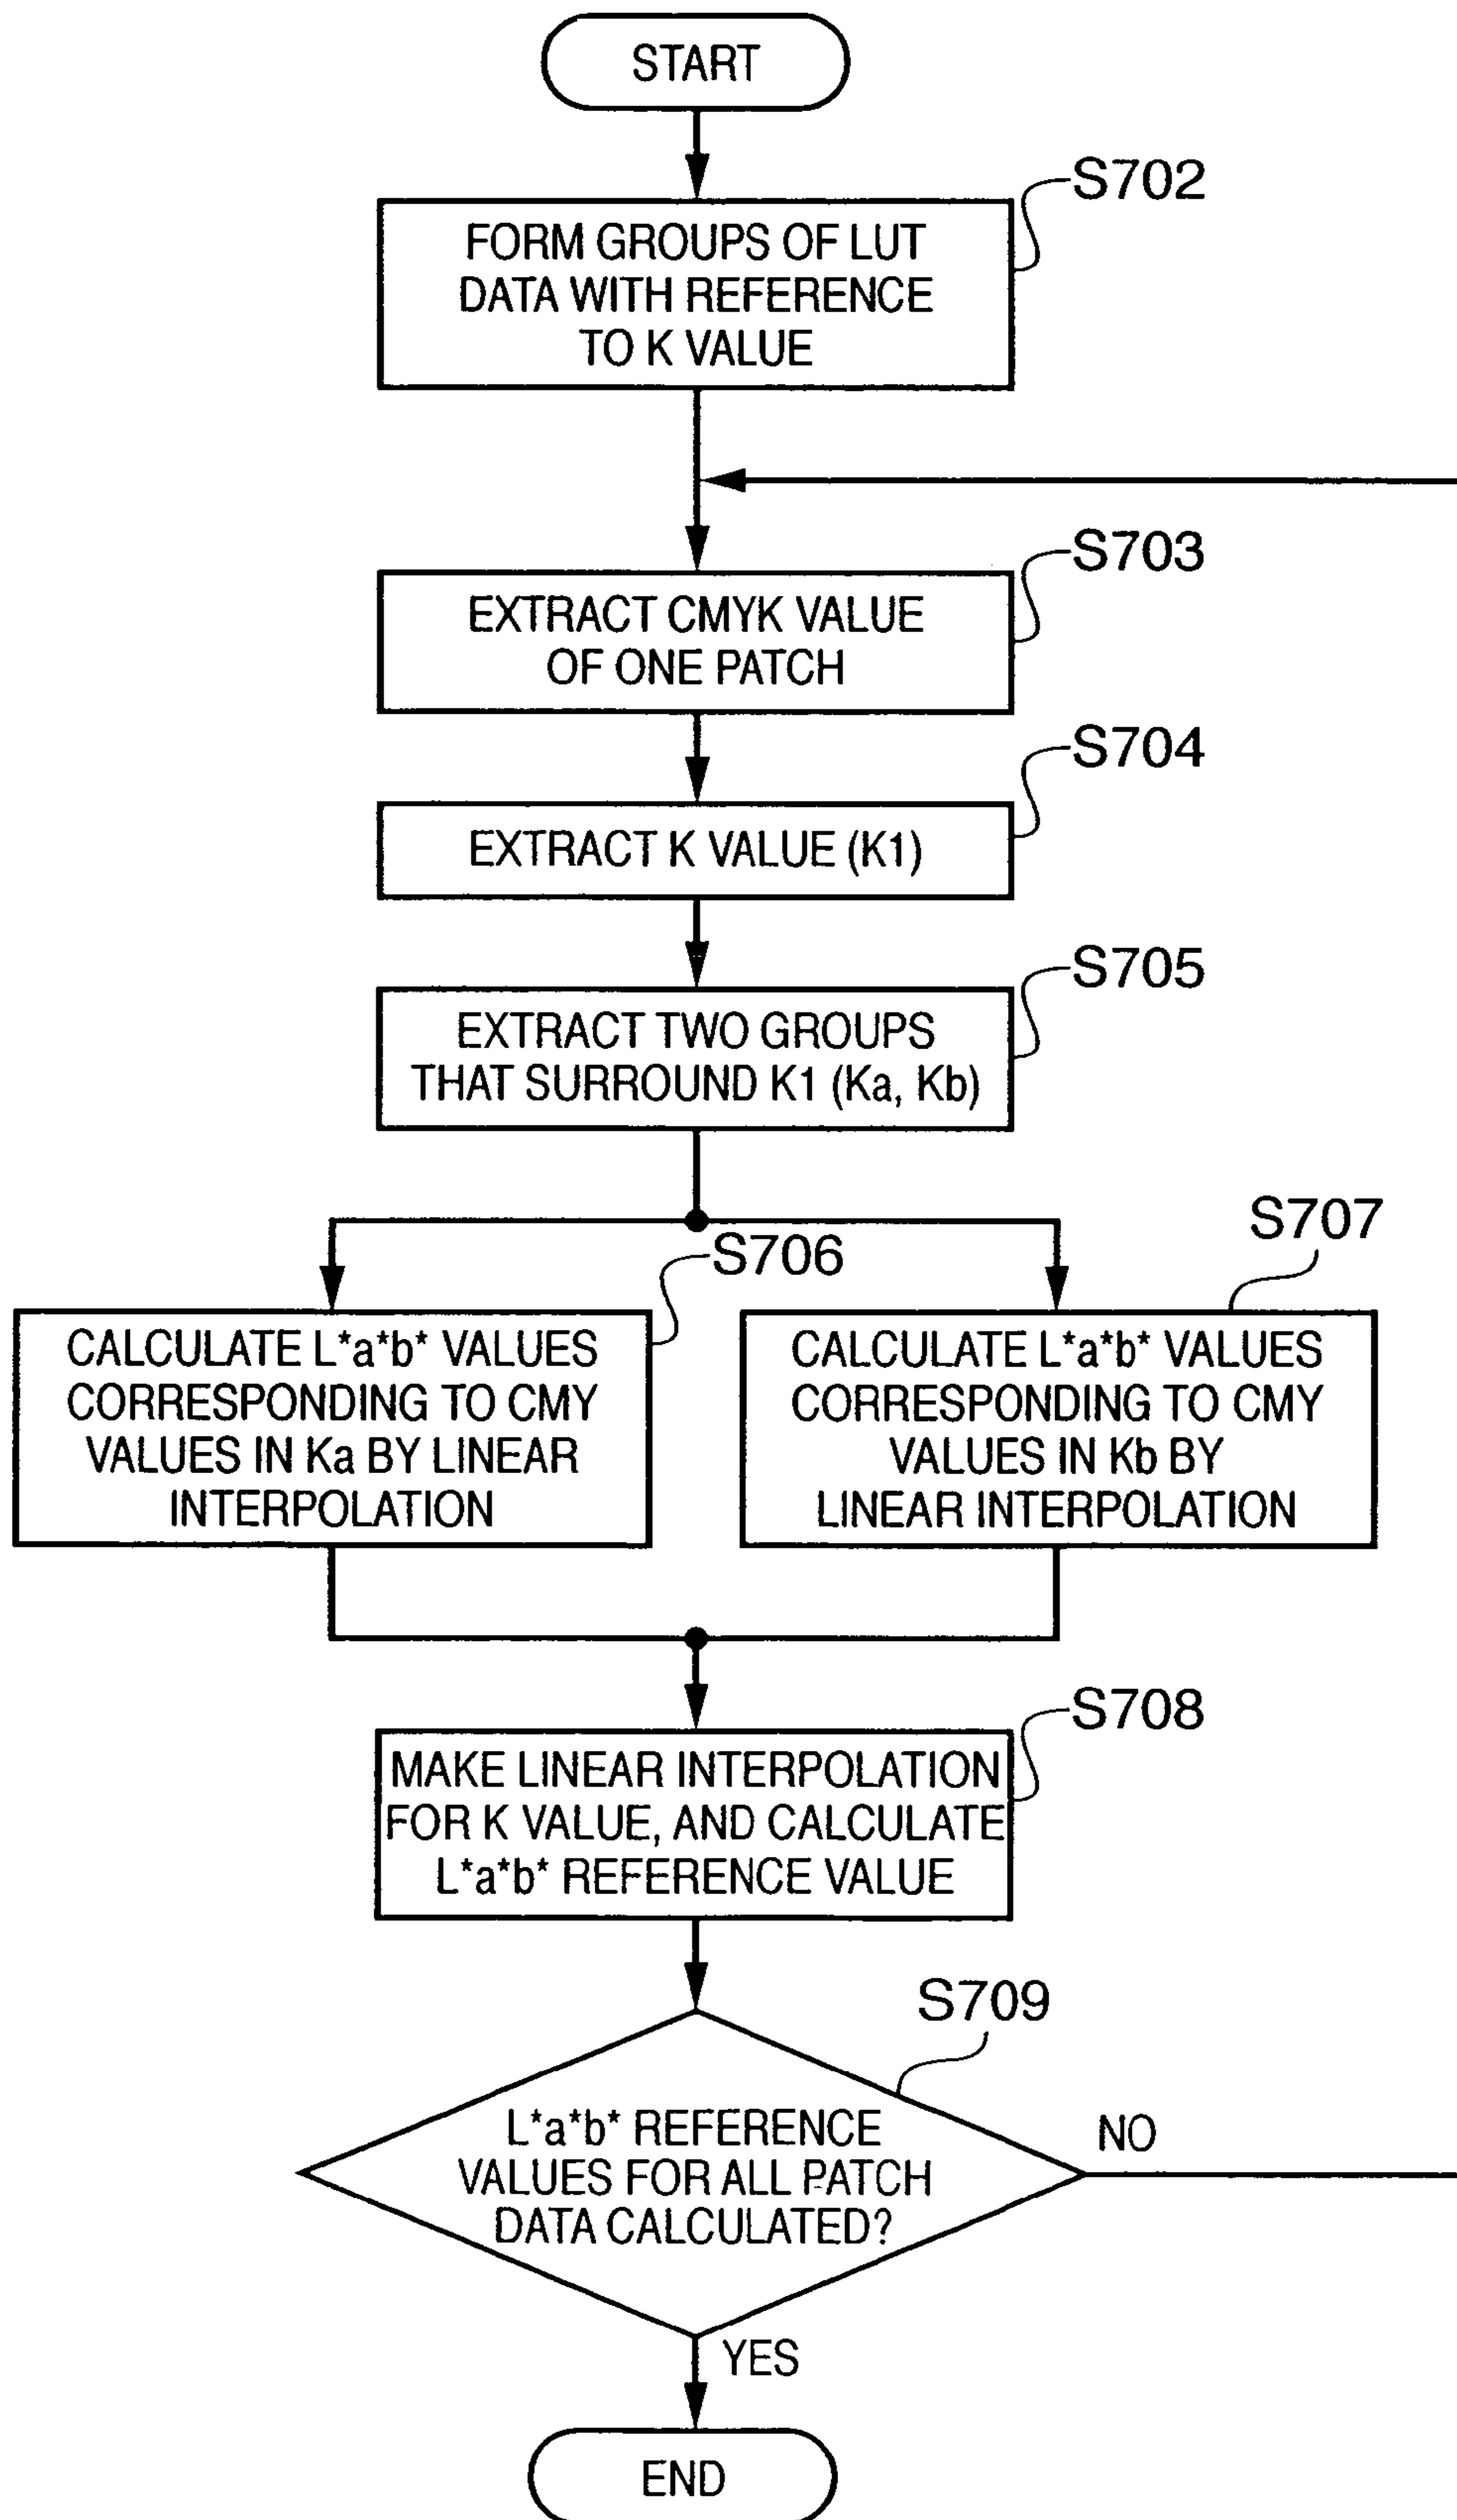 START
S702
FORM GROUPS OF LUT
DATA WITH REFERENCE
TO K VALUE
S703
EXTRACT CMYK VALUE
OF ONE PATCH
S704
EXTRACT K VALUE (K1)
S705
EXTRACT TWO GROUPS
THAT SURROUND K1 (Ka, Kb)
S706
CALCULATE L*a*b* VALUES
CORRESPONDING TO CMY
VALUES IN Ka BY LINEAR
INTERPOLATION
S707
CALCULATE L*a*b* VALUES
CORRESPONDING TO CMY
VALUES IN Kb BY
LINEAR INTERPOLATION
S708
MAKE LINEAR INTERPOLATION
FOR K VALUE, AND CALCULATE
L*a*b* REFERENCE VALUE
S709
L*a*b* REFERENCE
VALUES FOR ALL PATCH
DATA CALCULATED?
NO
YES
END